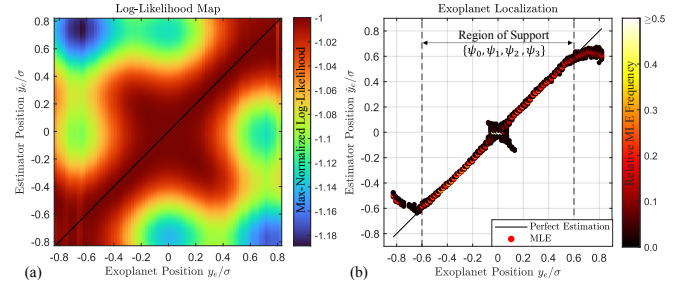 Log-Likelihood Map
Estimator Position ŷₑ/σ
0.8
0.6
0.4
0.2
0
-0.2
-0.4
-0.6
-0.8
-0.8 -0.6 -0.4 -0.2 0 0.2 0.4 0.6 0.8
Exoplanet Position yₑ/σ
(a)
Max-Normalized Log-Likelihood
-1
-1.02
-1.04
-1.06
-1.08
-1.1
-1.12
-1.14
-1.16
-1.18
Exoplanet Localization
Estimator Position ŷₑ/σ
0.8
0.6
0.4
0.2
0
-0.2
-0.4
-0.6
-0.8
Region of Support
{ψ₀, ψ₁, ψ₂, ψ₃}
Perfect Estimation
MLE
-0.8 -0.6 -0.4 -0.2 0 0.2 0.4 0.6 0.8
Exoplanet Position yₑ/σ
(b)
Relative MLE Frequency
≥0.5
0.4
0.3
0.2
0.1
0.0